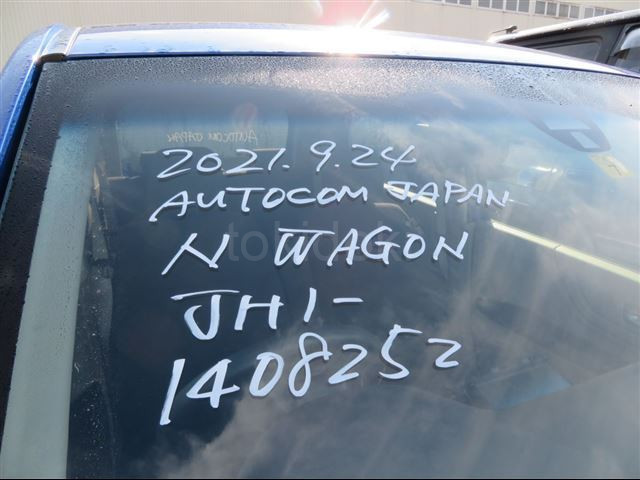 2021.9.24
AUTOCOM JAPAN
N WAGON
JH1-
1408252